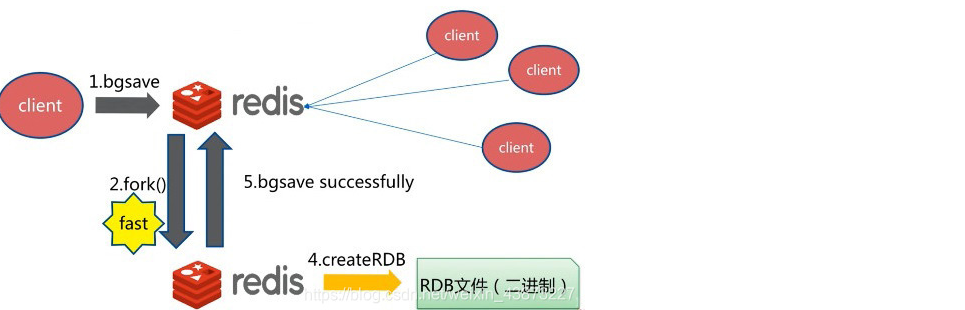 client
client
1.bgsave
client
redis
client
2.fork()
5.bgsave successfully
fast
4.createRDB
redis
RDB文件（二进制）
https://blog.csdn.net/weixin_43873227